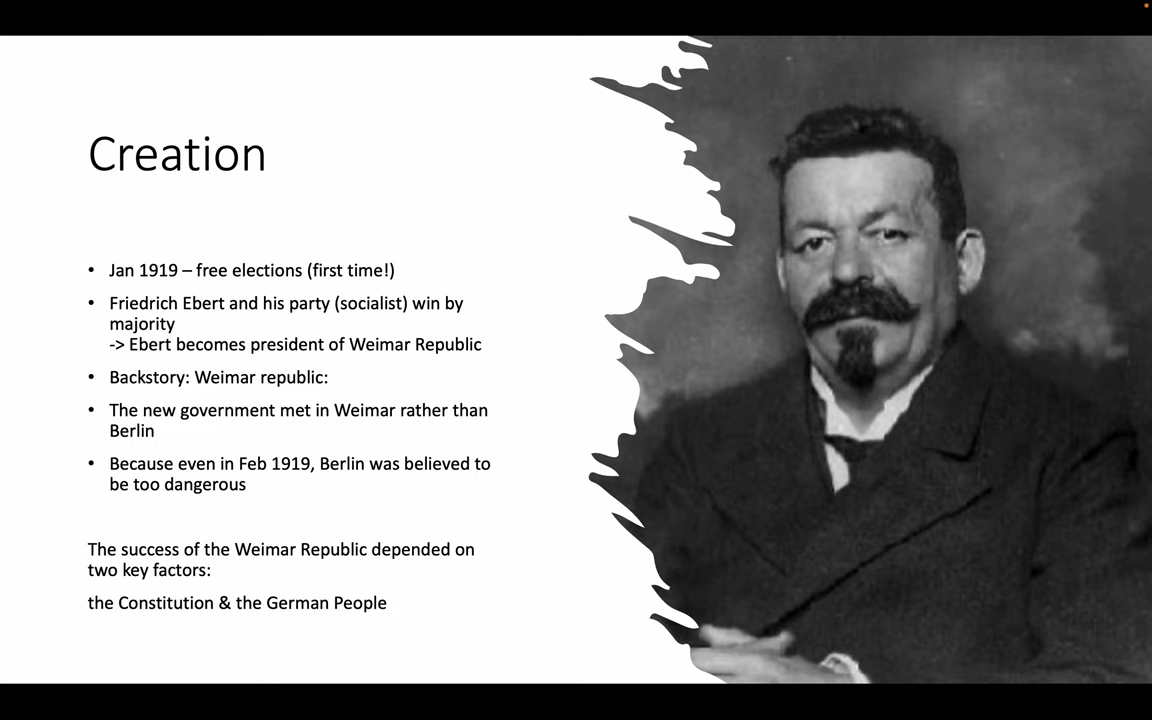 Creation
• Jan 1919 – free elections (first time!)
• Friedrich Ebert and his party (socialist) win by
majority
-> Ebert becomes president of Weimar Republic
• Backstory: Weimar republic:
• The new government met in Weimar rather than
Berlin
• Because even in Feb 1919, Berlin was believed to
be too dangerous
The success of the Weimar Republic depended on
two key factors:
the Constitution & the German People